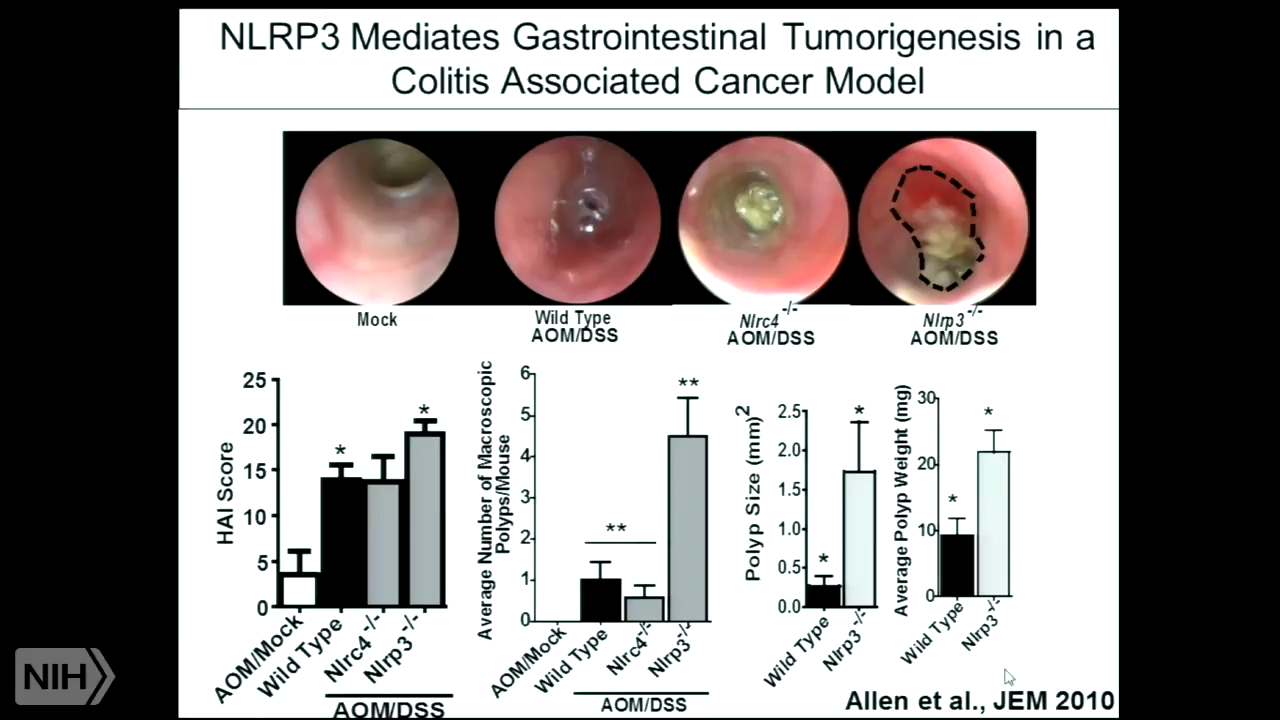 NLRP3 Mediates Gastrointestinal Tumorigenesis in a
Colitis Associated Cancer Model
Mock
Wild Type
AOM/DSS
Nlrc4 -/-
AOM/DSS
Nlrp3 -/-
AOM/DSS
HAI Score
25
20
15
10
5
0
*
*
AOM/Mock
Wild Type
Nlrc4 -/-
Nlrp3 -/-
AOM/DSS
Average Number of Macroscopic
Polyps/Mouse
6
5
4
3
2
1
0
**
**
AOM/Mock
Wild Type
Nlrc4-/-
Nlrp3-/-
AOM/DSS
Polyp Size (mm)2
2.5
2.0
1.5
1.0
0.5
0.0
*
*
Wild Type
Nlrp3-/-
Average Polyp Weight (mg)
30
20
10
0
*
*
Wild Type
Nlrp3-/-
NIH
Allen et al., JEM 2010